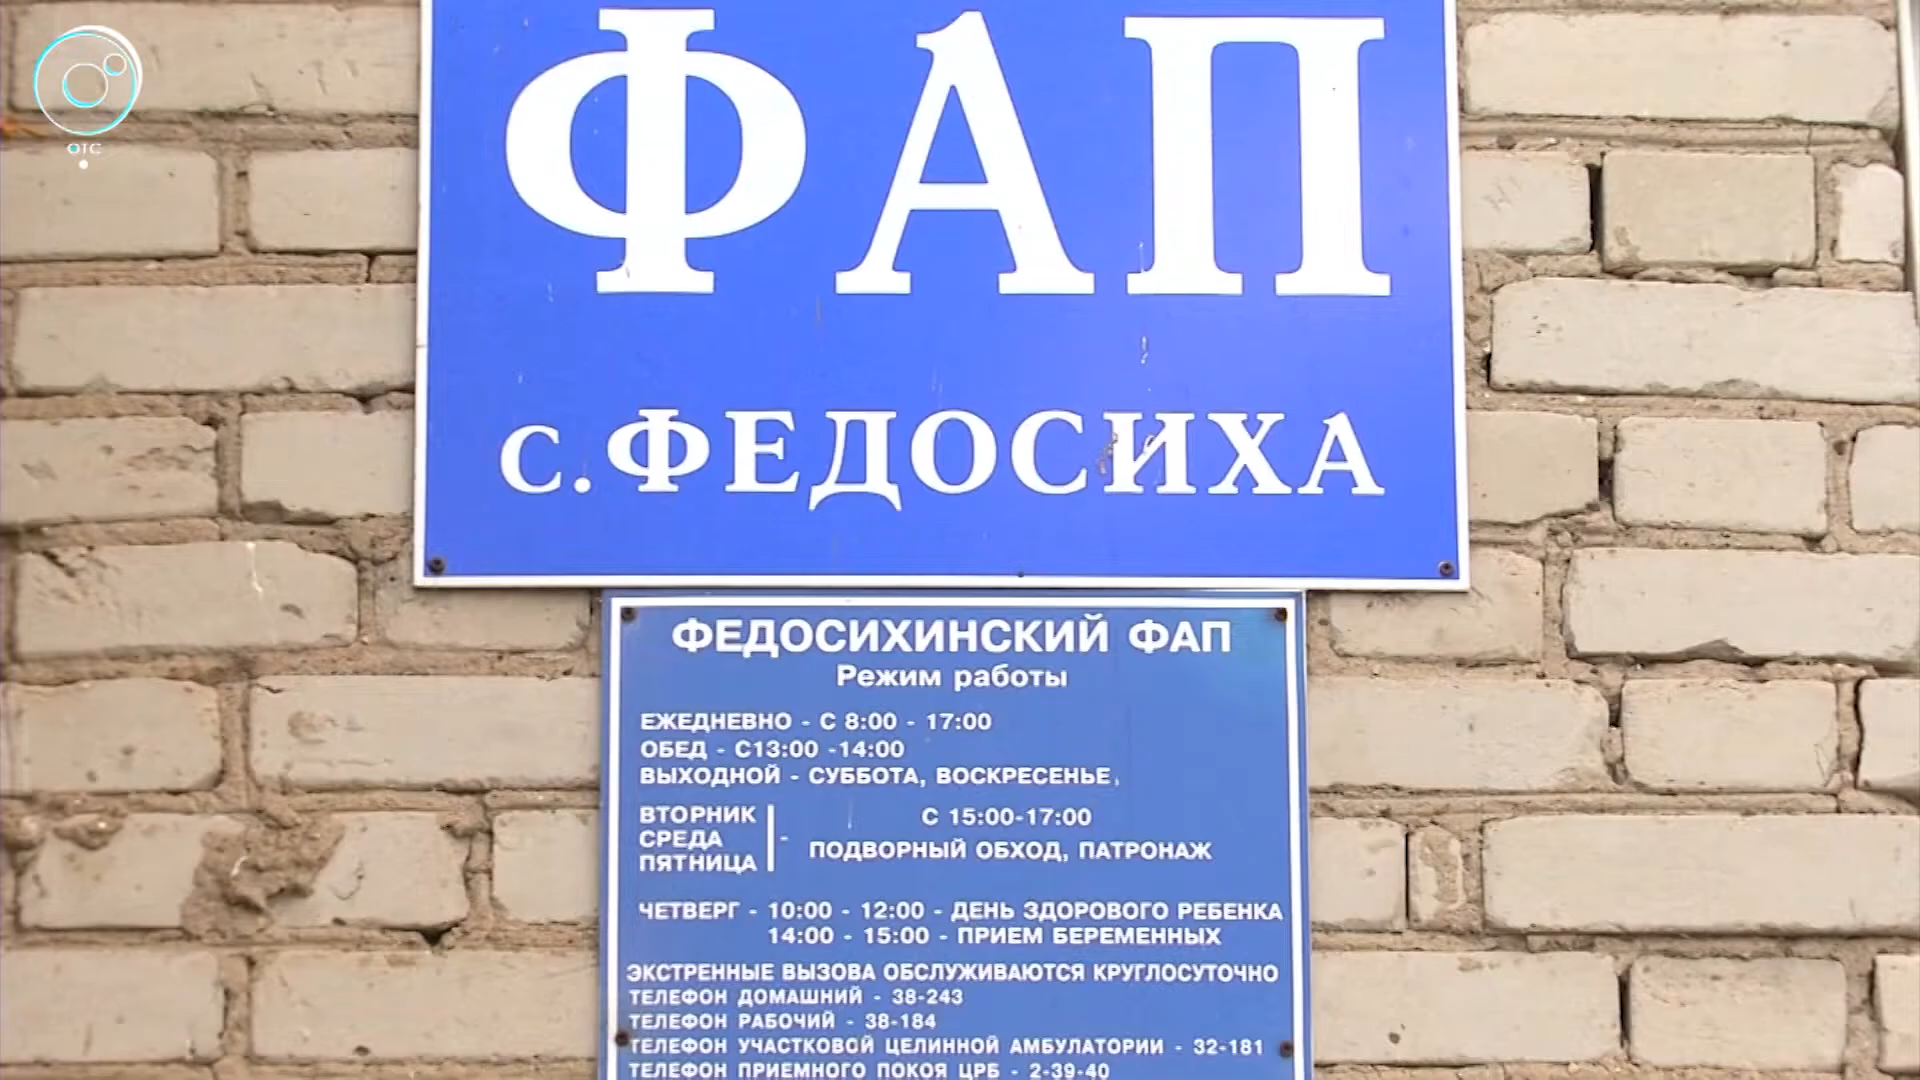 ОТС
ФАП
с. ФЕДОСИХА
ФЕДОСИХИНСКИЙ ФАП
Режим работы
ЕЖЕДНЕВНО - С 8:00 - 17:00
ОБЕД - С13:00 -14:00
ВЫХОДНОЙ - СУББОТА, ВОСКРЕСЕНЬЕ,
ВТОРНИК
СРЕДА
ПЯТНИЦА
-
С 15:00-17:00
ПОДВОРНЫЙ ОБХОД, ПАТРОНАЖ
ЧЕТВЕРГ - 10:00 - 12:00 - ДЕНЬ ЗДОРОВОГО РЕБЕНКА
14:00 - 15:00 - ПРИЕМ БЕРЕМЕННЫХ
ЭКСТРЕННЫЕ ВЫЗОВА ОБСЛУЖИВАЮТСЯ КРУГЛОСУТОЧНО
ТЕЛЕФОН ДОМАШНИЙ - 38-243
ТЕЛЕФОН РАБОЧИЙ - 38-184
ТЕЛЕФОН УЧАСТКОВОЙ ЦЕЛИННОЙ АМБУЛАТОРИИ - 32-181
ТЕЛЕФОН ПРИЕМНОГО ПОКОЯ ЦРБ - 2-39-40